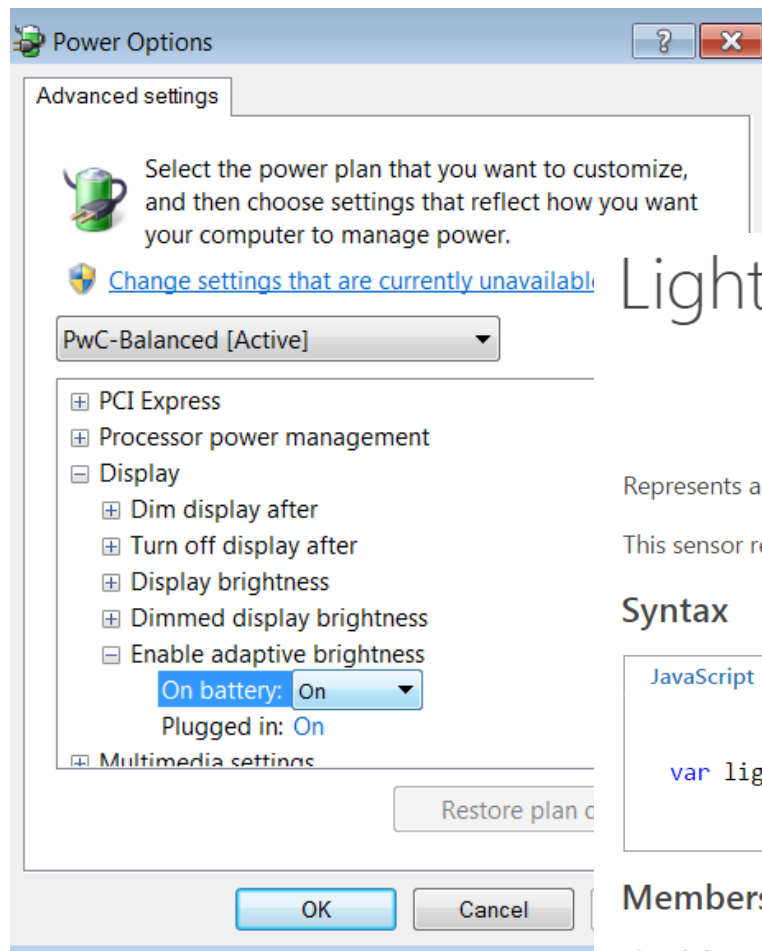 Power Options
Advanced settings
Select the power plan that you want to customize,
and then choose settings that reflect how you want
your computer to manage power.
Change settings that are currently unavailabl
PwC-Balanced [Active]
PCI Express
Processor power management
Display
Dim display after
Turn off display after
Display brightness
Dimmed display brightness
Enable adaptive brightness
On battery: On
Plugged in: On
Multimedia settings
Restore plan d
OK
Cancel
Light
Represents a
This sensor re
Syntax
JavaScript
var lig
Members